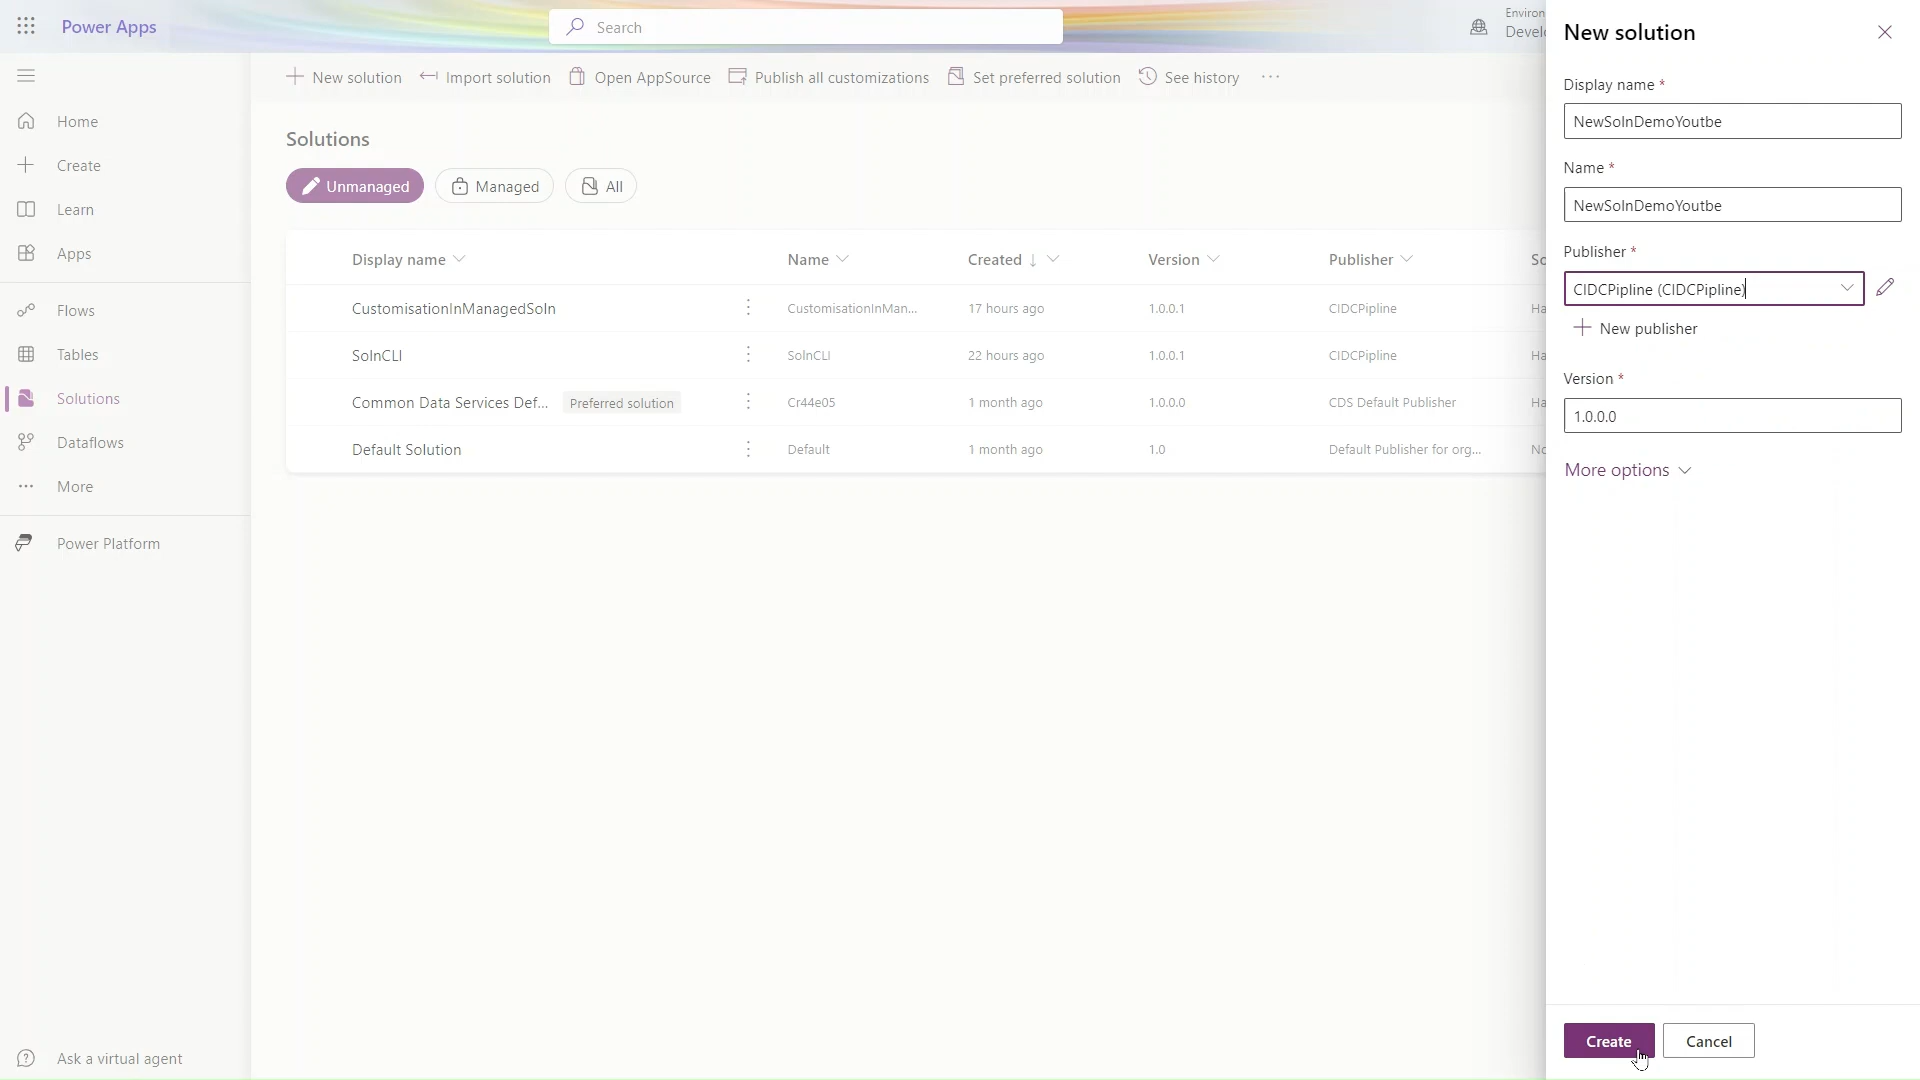 Power Apps
Search
Environ
Develo
New solution
Import solution
Open AppSource
Publish all customizations
Set preferred solution
See history
Home
Create
Learn
Apps
Flows
Tables
Solutions
Dataflows
More
Power Platform
Ask a virtual agent
Solutions
Unmanaged
Managed
All
Display name
Name
Created ↓
Version
Publisher
So
CustomisationInManagedSoln
CustomisationInMan...
17 hours ago
1.0.0.1
CIDCPipline
Ha
SolnCLI
SolnCLI
22 hours ago
1.0.0.1
CIDCPipline
Ha
Common Data Services Def...
Preferred solution
Cr44e05
1 month ago
1.0.0.0
CDS Default Publisher
Ha
Default Solution
Default
1 month ago
1.0
Default Publisher for org...
No
New solution
Display name *
NewSolnDemoYoutbe
Name *
NewSolnDemoYoutbe
Publisher *
CIDCPipline (CIDCPipline)
New publisher
Version *
1.0.0.0
More options
Create
Cancel